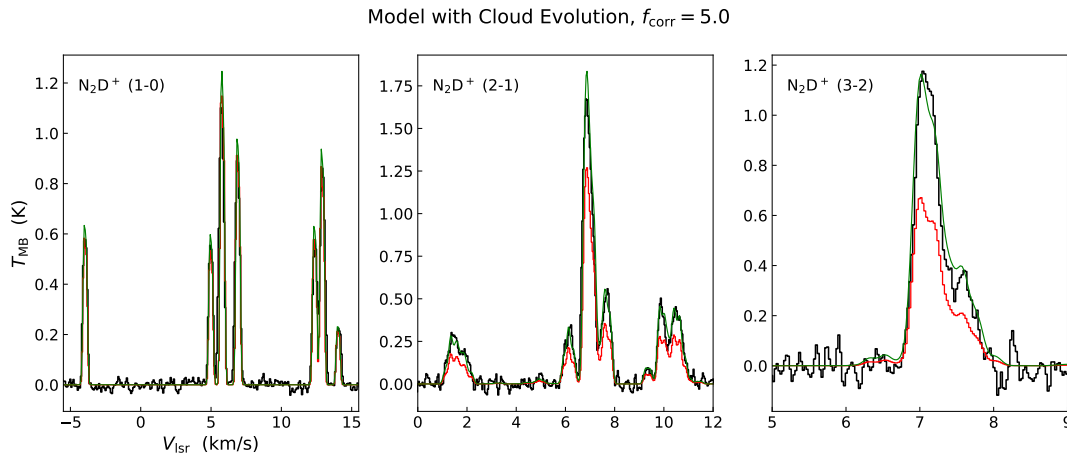 Model with Cloud Evolution, f_corr = 5.0
N₂D⁺ (1-0)
N₂D⁺ (2-1)
N₂D⁺ (3-2)
T_MB (K)
1.2
1.0
0.8
0.6
0.4
0.2
0.0
1.75
1.50
1.25
1.00
0.75
0.50
0.25
0.00
1.2
1.0
0.8
0.6
0.4
0.2
0.0
−5 0 5 10 15
0 2 4 6 8 10 12
5 6 7 8 9
V_lsr (km/s)